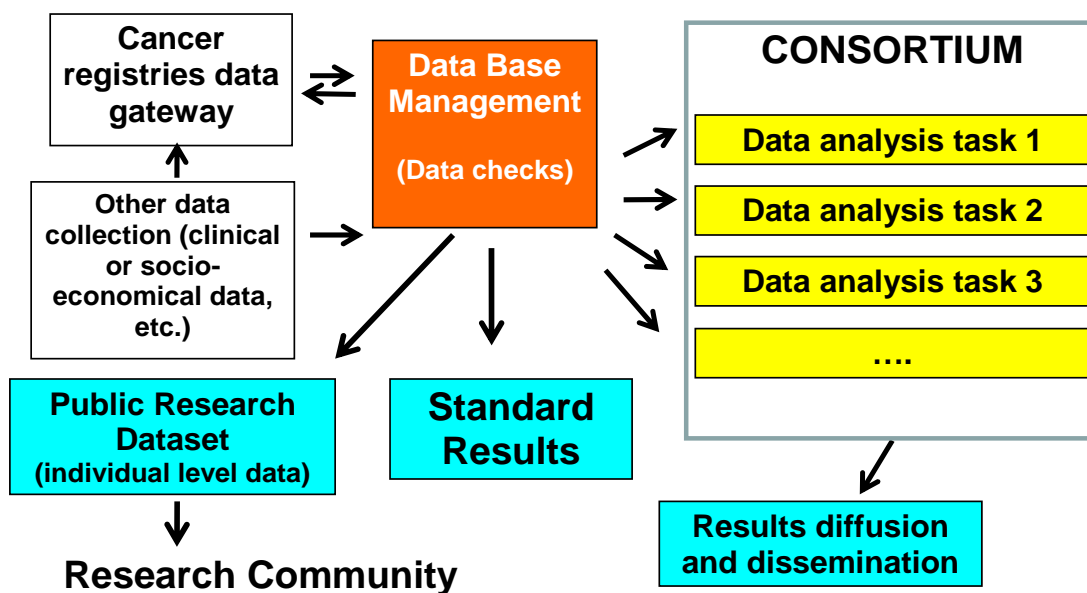 Cancer
registries data
gateway
Data Base
Management
(Data checks)
CONSORTIUM
Data analysis task 1
Data analysis task 2
Data analysis task 3
….
Other data
collection (clinical
or socio-
economical data,
etc.)
Public Research
Dataset
(individual level data)
Standard
Results
Results diffusion
and dissemination
Research Community